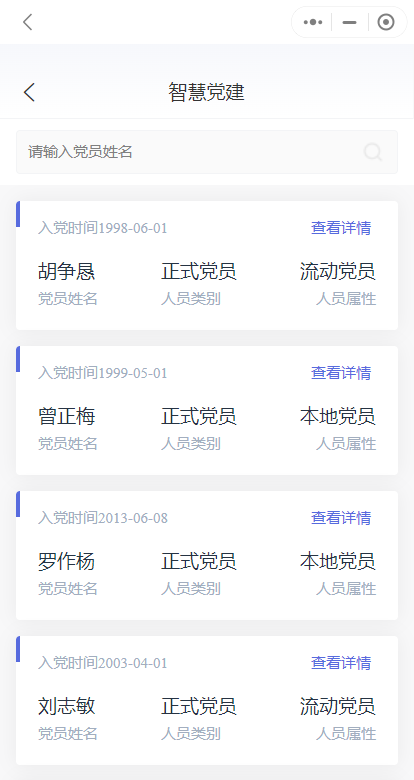 智慧党建
请输入党员姓名
入党时间1998-06-01 查看详情
胡争恳 正式党员 流动党员
党员姓名 人员类别 人员属性
入党时间1999-05-01 查看详情
曾正梅 正式党员 本地党员
党员姓名 人员类别 人员属性
入党时间2013-06-08 查看详情
罗作杨 正式党员 本地党员
党员姓名 人员类别 人员属性
入党时间2003-04-01 查看详情
刘志敏 正式党员 流动党员
党员姓名 人员类别 人员属性